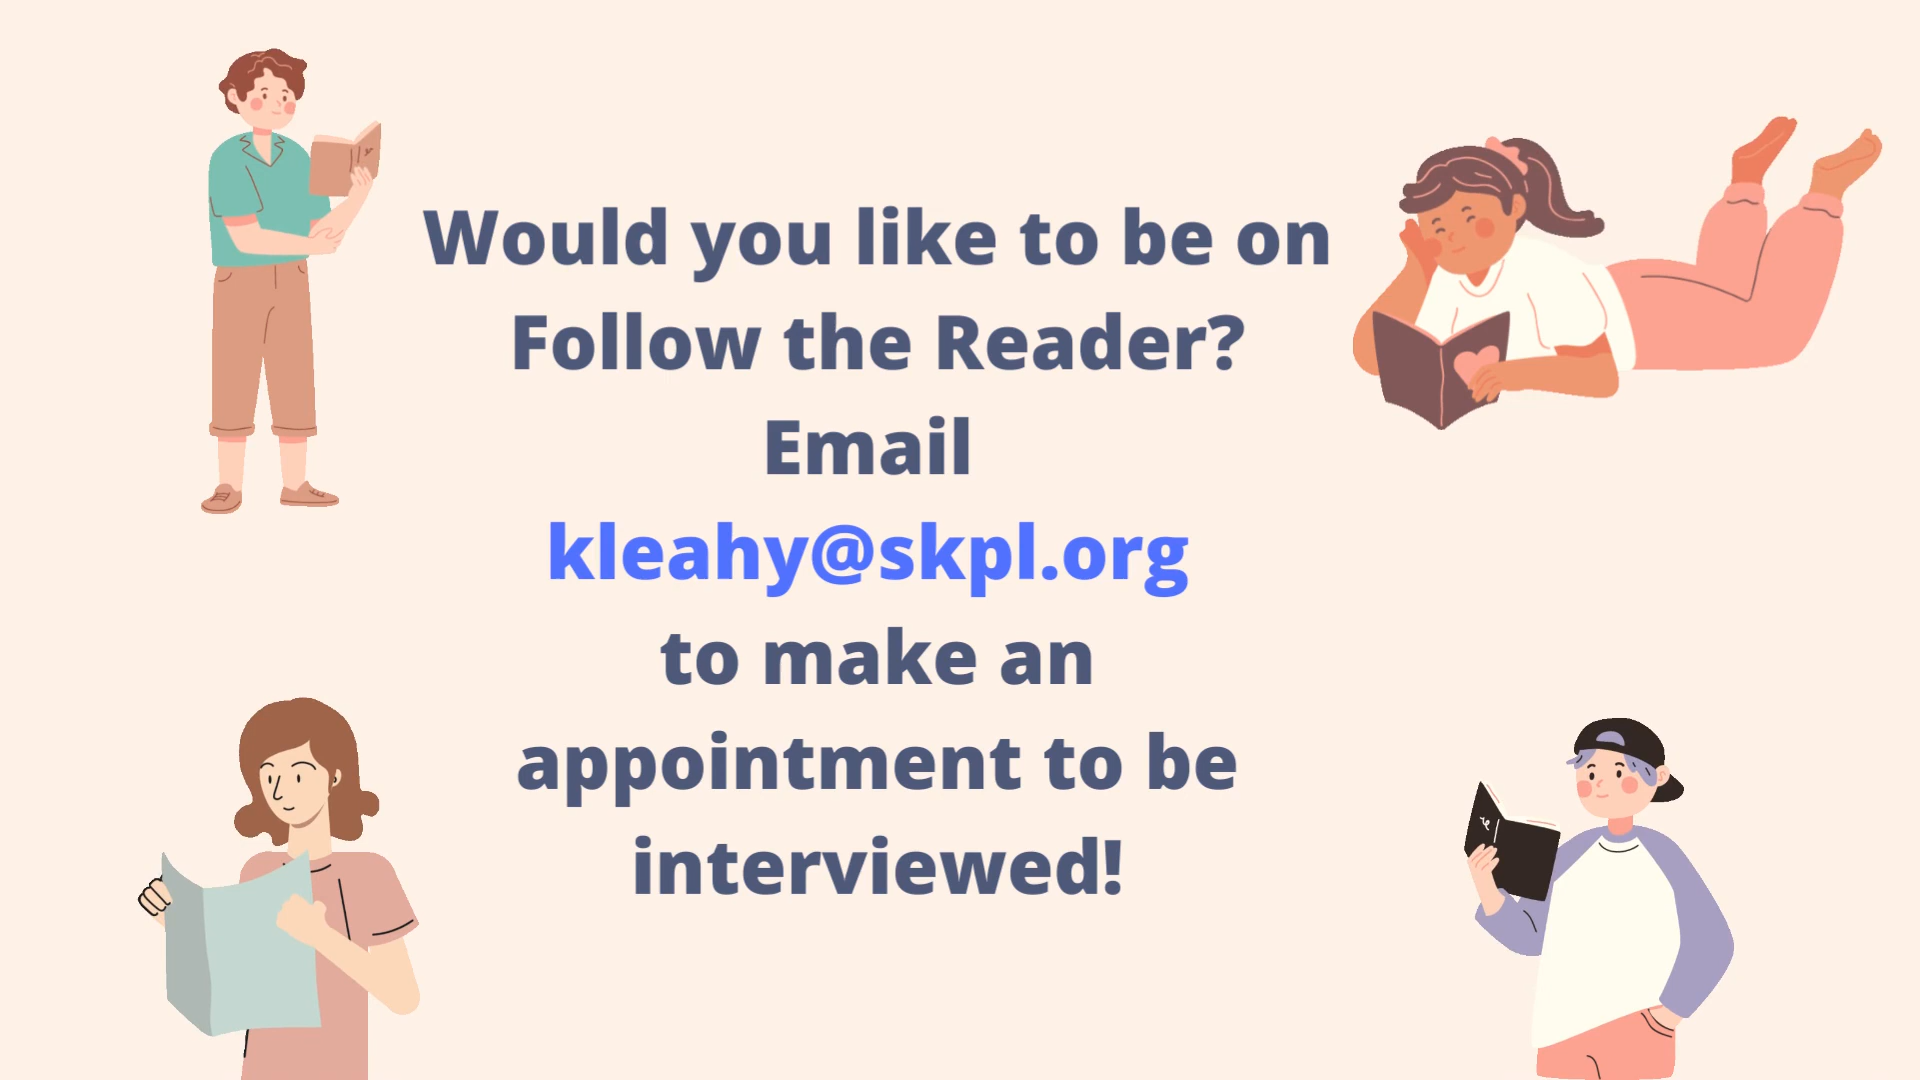 Would you like to be on
Follow the Reader?
Email
kleahy@skpl.org
to make an
appointment to be
interviewed!